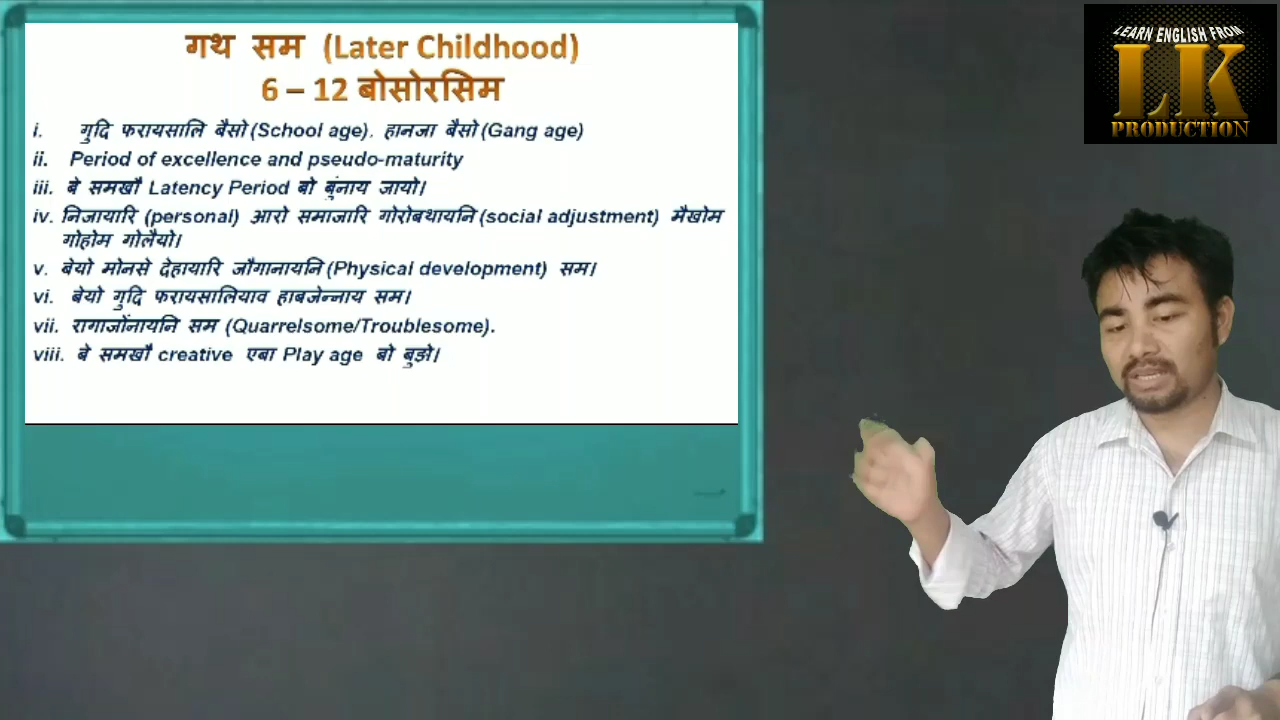 गथ सम (Later Childhood)
6 – 12 बोसोरसिम
i. गुदि फरायसालि बैसो (School age). हानजा बैसो (Gang age)
ii. Period of excellence and pseudo-maturity
iii. बे समखौ Latency Period बो बुंनाय जायो।
iv. निजायारि (personal) आरो समाजारि गोरोबथायनि (social adjustment) मैखोम
गोहोम गोलैयो।
v. बेयो मोनसे देहायारि जौगानायनि (Physical development) सम।
vi. बेयो गुदि फरायसालियाव हाबजेन्नाय सम।
vii. रागाजोंनायनि सम (Quarrelsome/Troublesome).
viii. बे समखौ creative एबा Play age बो बुङो।
LEARN ENGLISH FROM
LK
PRODUCTION